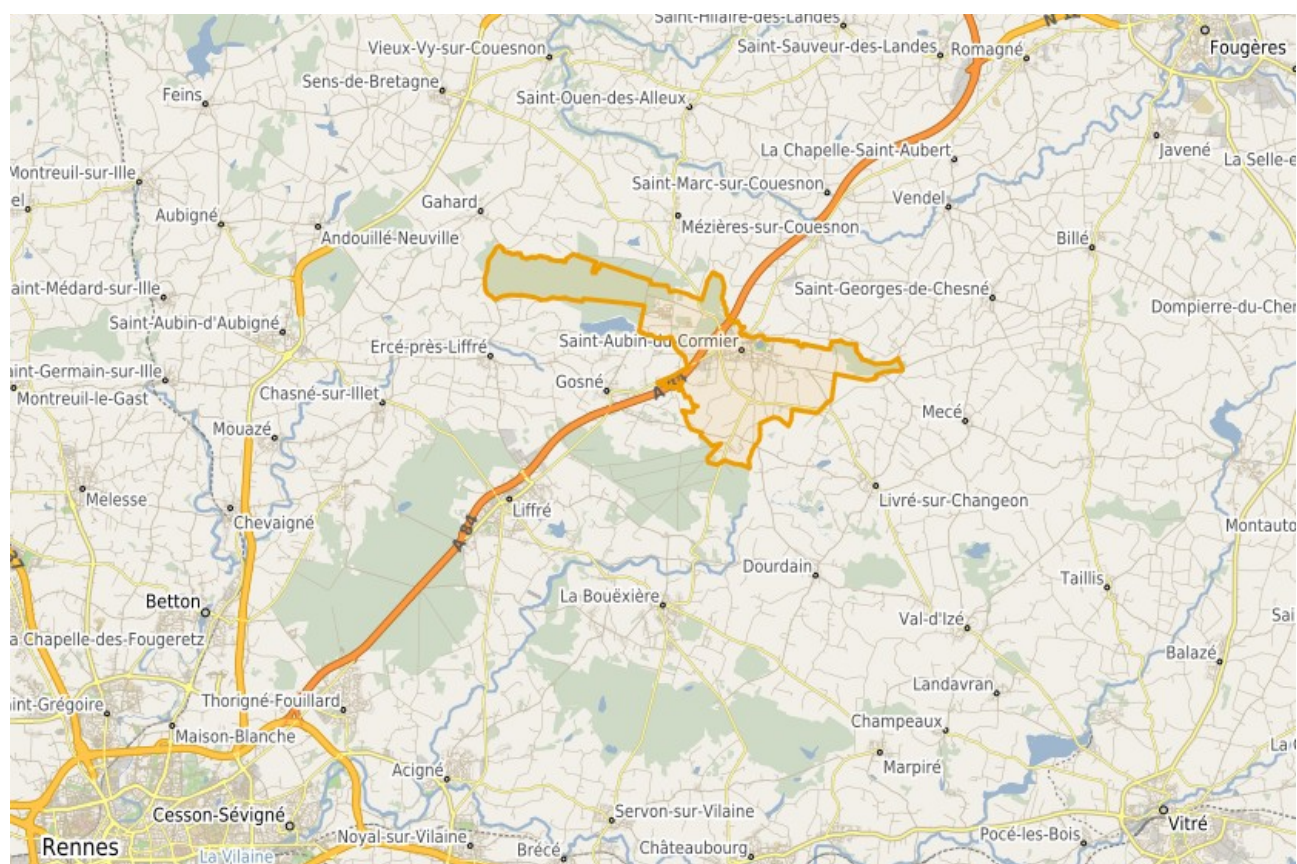 Saint-Hilaire-des-Landes
Vieux-Vy-sur-Couesnon
Saint-Sauveur-des-Landes
Romagné
Fougères
Sens-de-Bretagne
Feins
Saint-Ouen-des-Alleux
La Chapelle-Saint-Aubert
Javené
La Selle-e
Montreuil-sur-Ille
el
Saint-Marc-sur-Couesnon
Vendel
Gahard
Aubigné
Mézières-sur-Couesnon
Andouillé-Neuville
Billé
aint-Médard-sur-Ille
Saint-Georges-de-Chesné
Dompierre-du-Cher
Saint-Aubin-d'Aubigné
Saint-Aubin-du Cormier
Ercé-près-Liffré
aint-Germain-sur-Ille
Gosné
Montreuil-le-Gast
Chasné-sur-Illet
Mecé
Mouazé
Melesse
Livré-sur-Changeon
Liffré
Chevaigné
A 84
Montauto
Dourdain
Taillis
Betton
La Bouëxière
Val-d'Izé
Sai
a Chapelle-des-Fougeretz
Balazé
Landavran
int-Grégoire
Thorigné-Fouillard
Champeaux
Maison-Blanche
La C
Acigné
Marpiré
Cesson-Sévigné
Servon-sur-Vilaine
Vitré
Noyal-sur-Vilaine
Pocé-les-Bois
Rennes
La Vilaine
Brécé
Châteaubourg